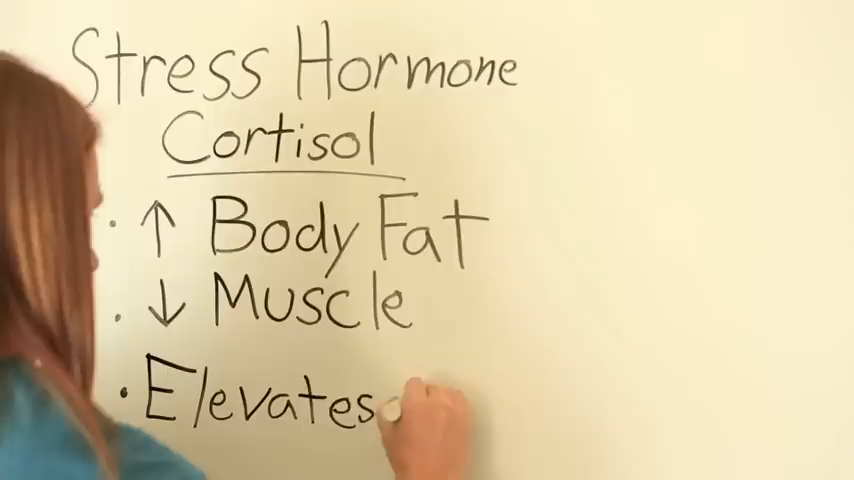 Stress Hormone
Cortisol
· ↑ Body Fat
· ↓ Muscle
· Elevates